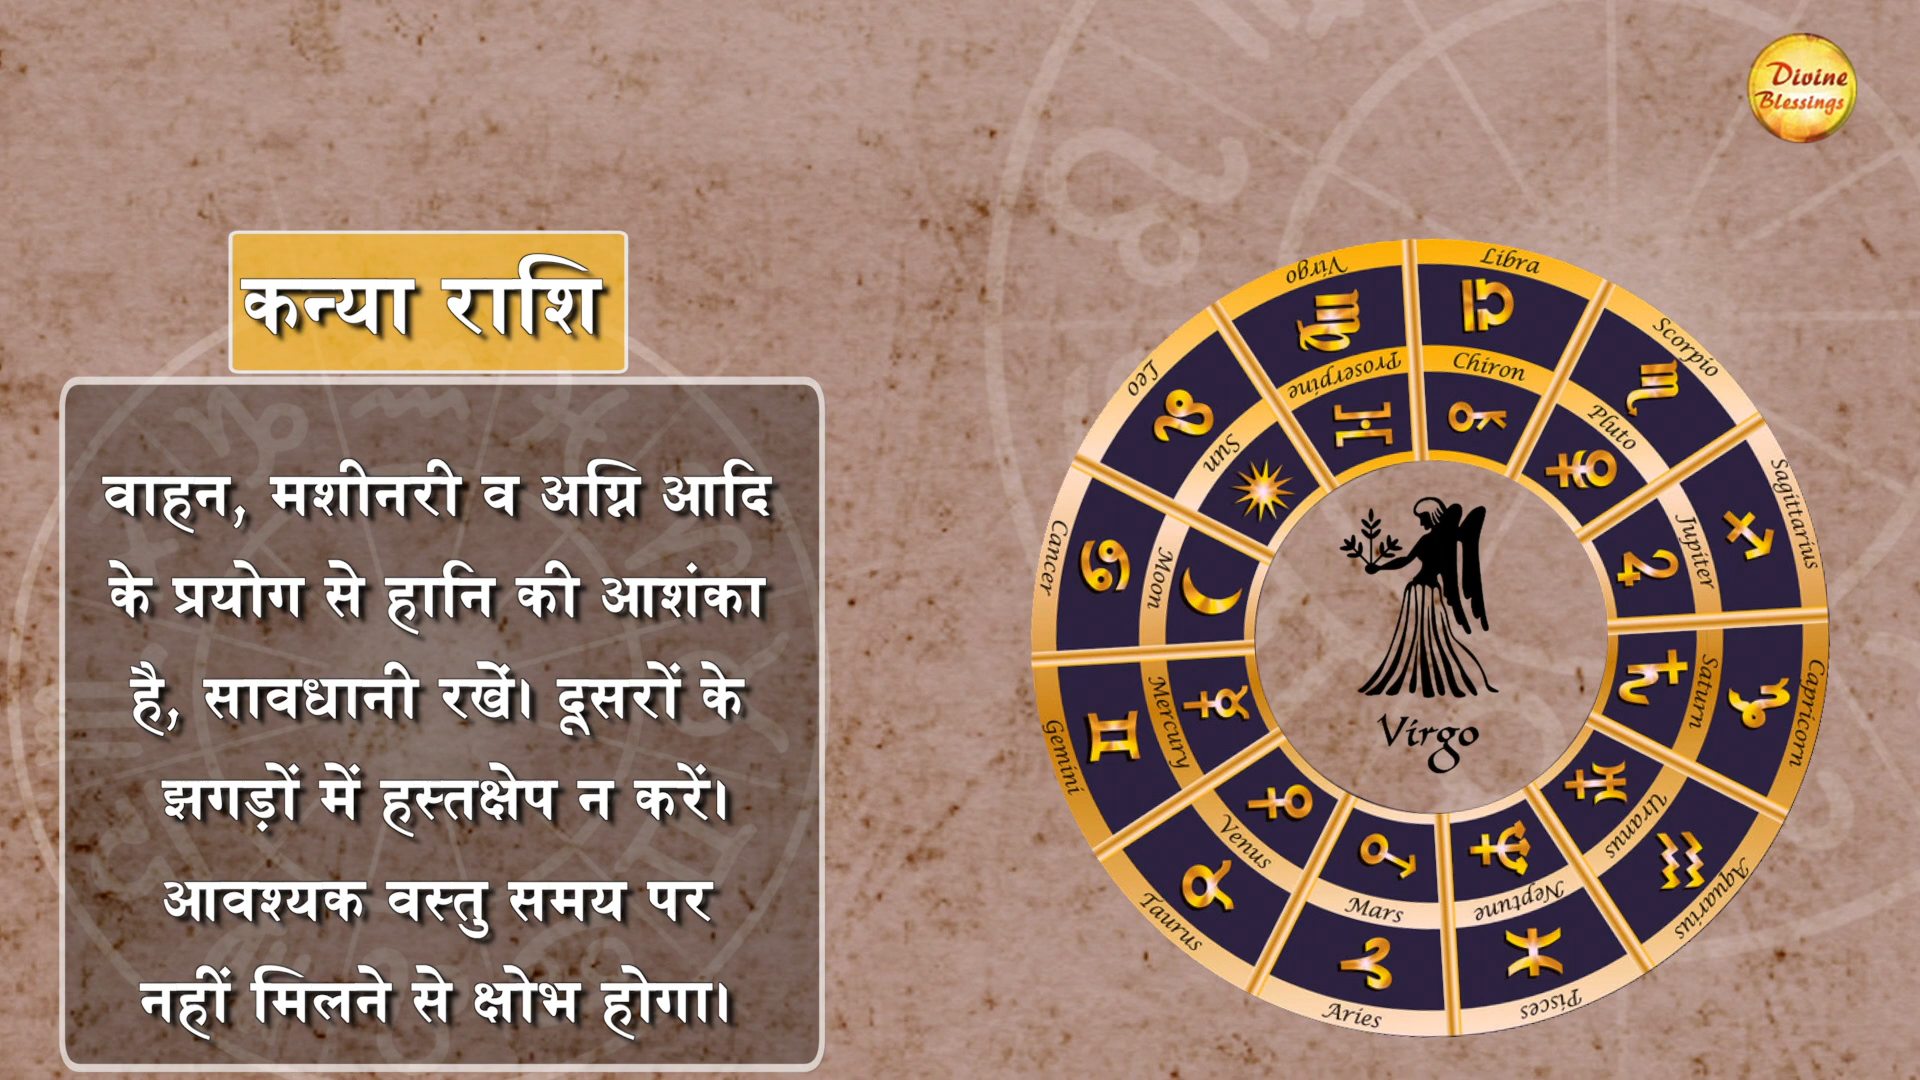 Divine
Blessings
कन्या राशि
वाहन, मशीनरी व अग्नि आदि
के प्रयोग से हानि की आशंका
है, सावधानी रखें। दूसरों के
झगड़ों में हस्तक्षेप न करें।
आवश्यक वस्तु समय पर
नहीं मिलने से क्षोभ होगा।
Libra
Scorpio
Sagittarius
Capricorn
Aquarius
Pisces
Aries
Taurus
Gemini
Cancer
Leo
Virgo
Chiron
Pluto
Jupiter
Saturn
Uranus
Neptune
Mars
Venus
Mercury
Moon
Sun
Proserpine
Virgo